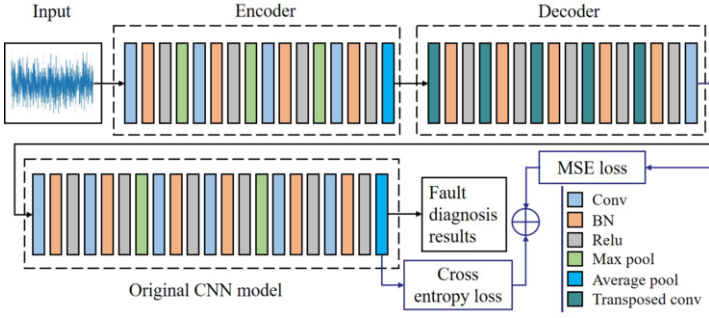 Input
Encoder
Decoder
MSE loss
Fault
diagnosis
results
Conv
BN
Relu
Max pool
Average pool
Transposed conv
Cross
entropy loss
Original CNN model